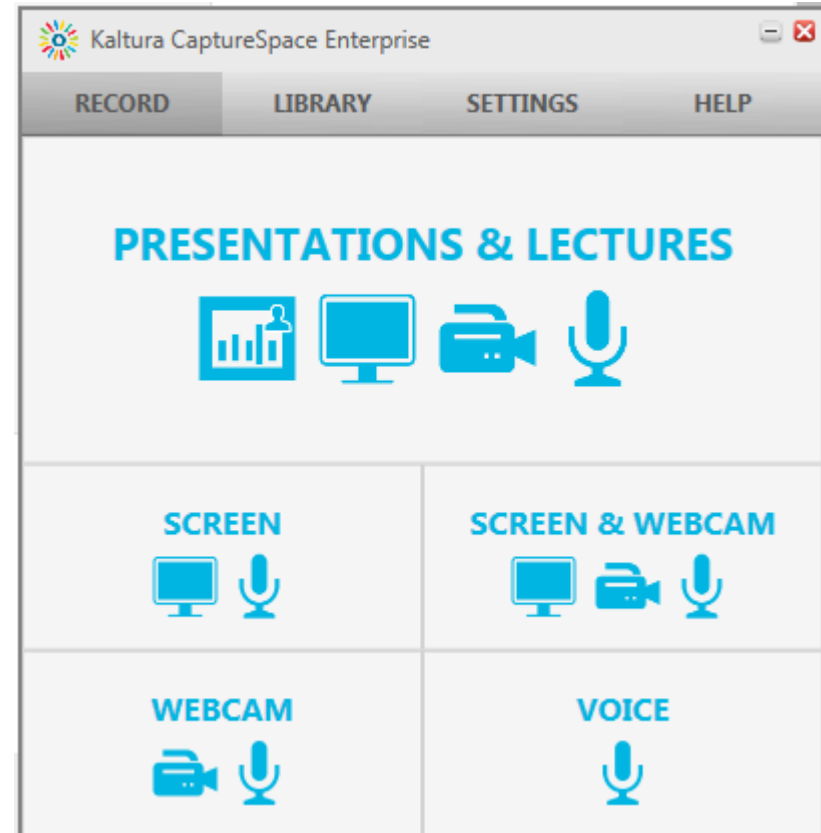 Kaltura CaptureSpace Enterprise
RECORD LIBRARY SETTINGS HELP
PRESENTATIONS & LECTURES
SCREEN
SCREEN & WEBCAM
WEBCAM
VOICE